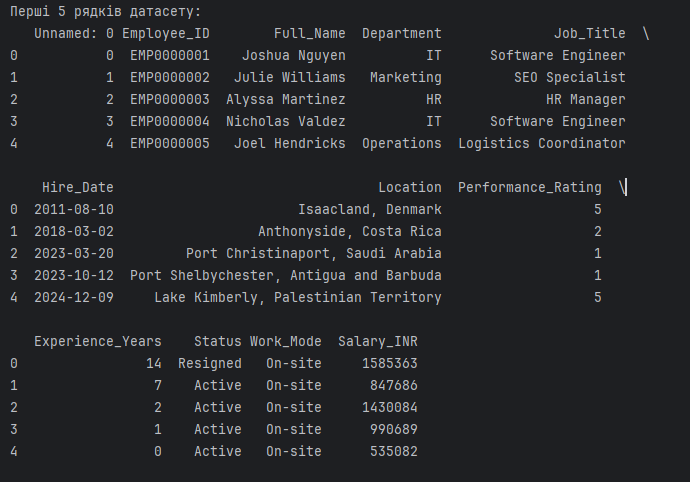 Перші 5 рядків датасету:
   Unnamed: 0 Employee_ID        Full_Name  Department              Job_Title  \
0           0  EMP0000001    Joshua Nguyen          IT      Software Engineer
1           1  EMP0000002   Julie Williams   Marketing         SEO Specialist
2           2  EMP0000003  Alyssa Martinez          HR             HR Manager
3           3  EMP0000004  Nicholas Valdez          IT      Software Engineer
4           4  EMP0000005   Joel Hendricks  Operations  Logistics Coordinator
    Hire_Date                                 Location  Performance_Rating  \
0  2011-08-10                       Isaacland, Denmark                   5
1  2018-03-02                  Anthonyside, Costa Rica                   2
2  2023-03-20         Port Christinaport, Saudi Arabia                   1
3  2023-10-12  Port Shelbychester, Antigua and Barbuda                   1
4  2024-12-09     Lake Kimberly, Palestinian Territory                   5
   Experience_Years    Status Work_Mode  Salary_INR
0                14  Resigned   On-site     1585363
1                 7    Active   On-site      847686
2                 2    Active   On-site     1430084
3                 1    Active   On-site      990689
4                 0    Active   On-site      535082